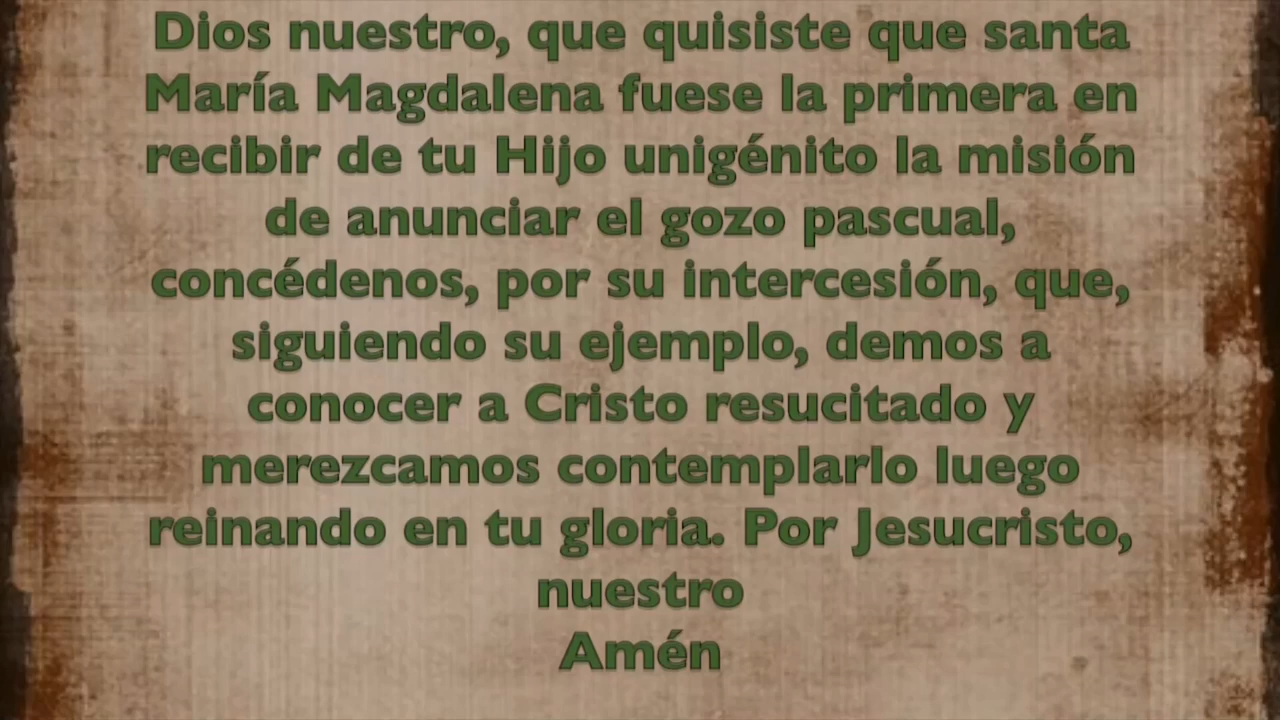 Dios nuestro, que quisiste que santa
María Magdalena fuese la primera en
recibir de tu Hijo unigénito la misión
de anunciar el gozo pascual,
concédenos, por su intercesión, que,
siguiendo su ejemplo, demos a
conocer a Cristo resucitado y
merezcamos contemplarlo luego
reinando en tu gloria. Por Jesucristo,
nuestro
Amén